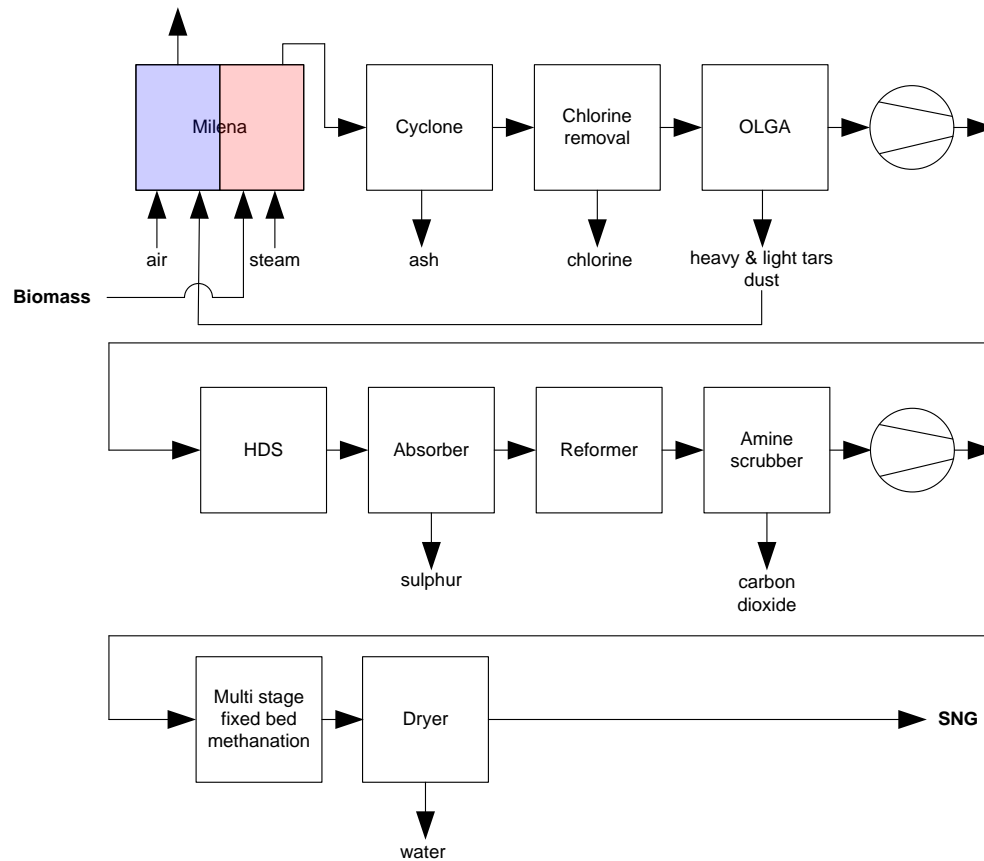 Milena
Cyclone
Chlorine
removal
OLGA
air
steam
ash
chlorine
heavy & light tars
dust
Biomass
HDS
Absorber
Reformer
Amine
scrubber
sulphur
carbon
dioxide
Multi stage
fixed bed
methanation
Dryer
SNG
water